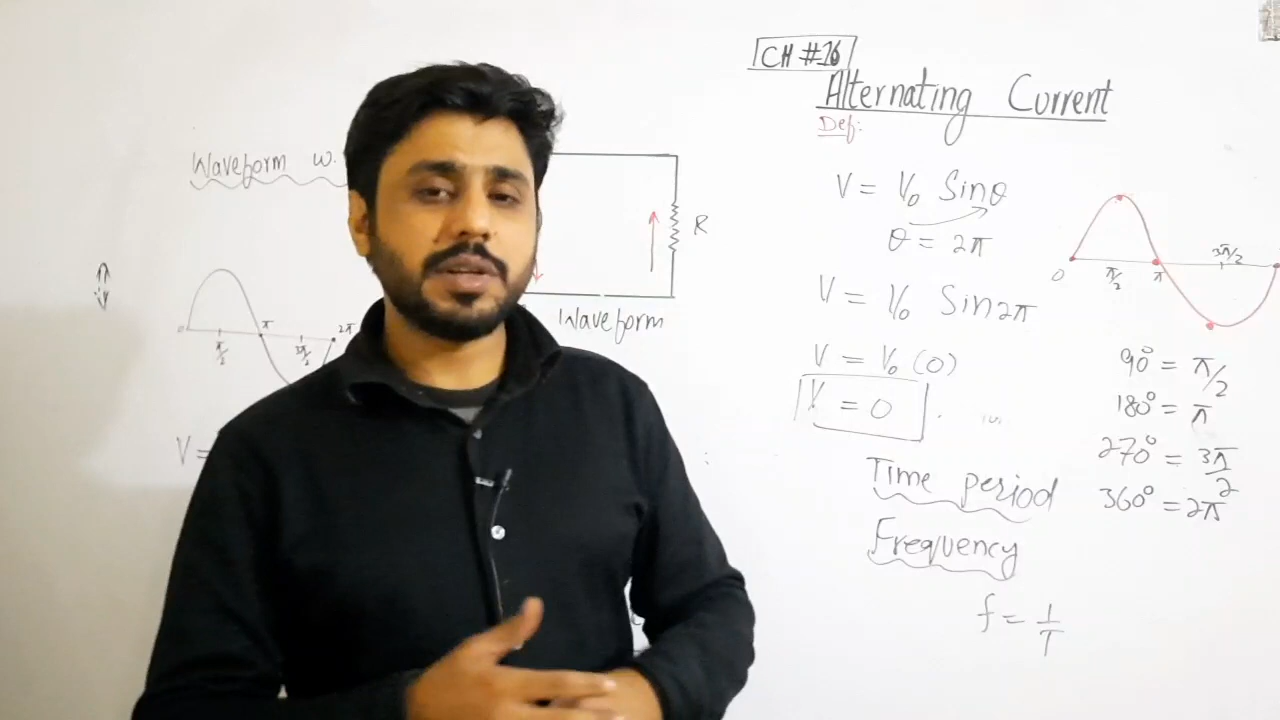 CH #16
Alternating Current
Def:
V = V₀ Sinθ
θ = 2π
V = V₀ Sin2π
V = V₀ (0)
V = 0
Time period
Frequency
f = 1/T
0 π/2 π 3π/2
90° = π/2
180° = π
270° = 3π/2
360° = 2π
Waveform w.
R
Waveform
0 π/2 π 3π/2 2π
V =